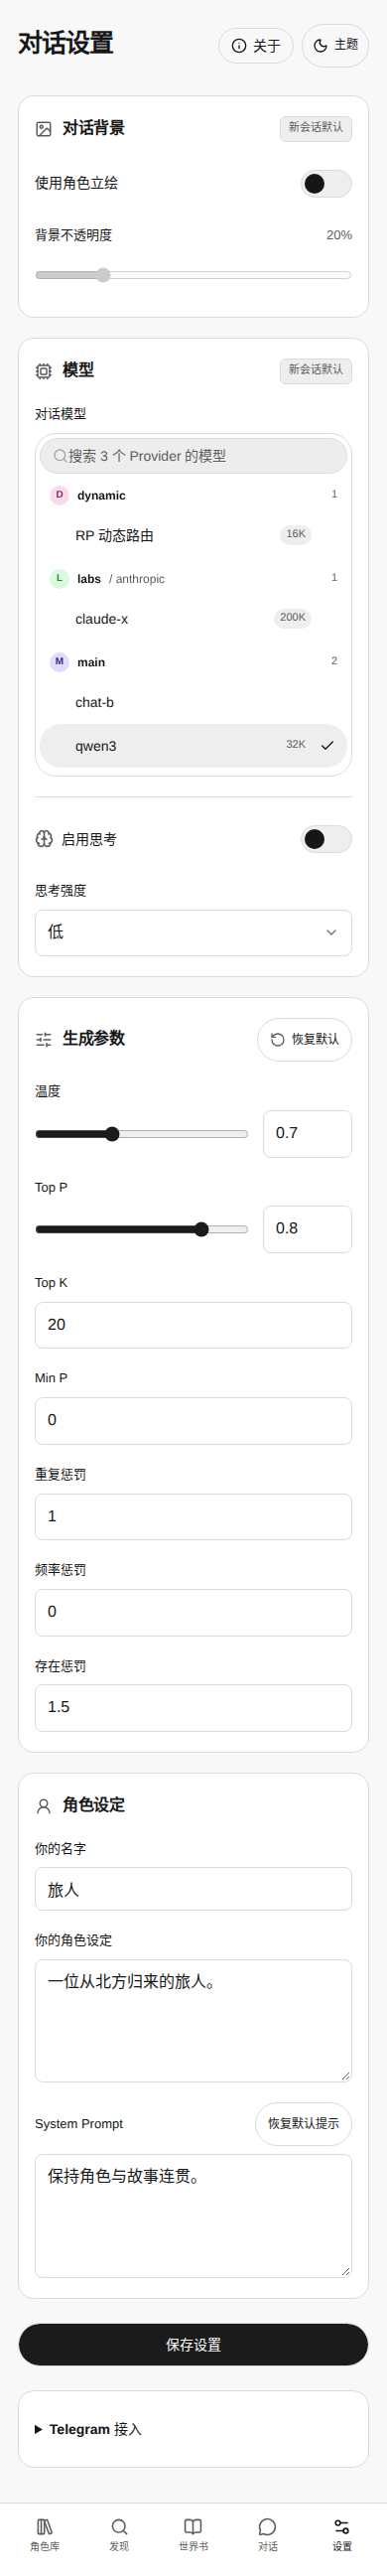 对话设置
关于
主题
对话背景
新会话默认
使用角色立绘
背景不透明度
20%
模型
新会话默认
对话模型
搜索 3 个 Provider 的模型
D dynamic 1
RP 动态路由 16K
L labs / anthropic 1
claude-x 200K
M main 2
chat-b
qwen3 32K
启用思考
思考强度
低
生成参数
恢复默认
温度
0.7
Top P
0.8
Top K
20
Min P
0
重复惩罚
1
频率惩罚
0
存在惩罚
1.5
角色设定
你的名字
旅人
你的角色设定
一位从北方归来的旅人。
System Prompt
恢复默认提示
保持角色与故事连贯。
保存设置
Telegram 接入
角色库
发现
世界书
对话
设置